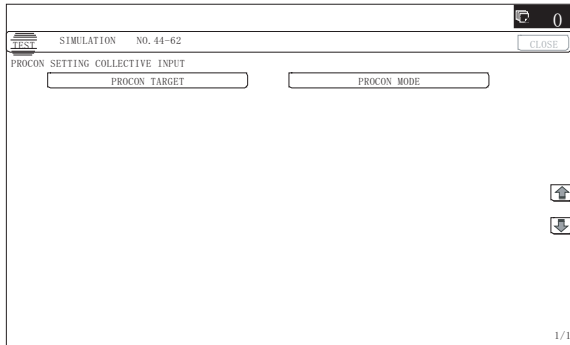 0
TEST SIMULATION NO.44-62 CLOSE
PROCON SETTING COLLECTIVE INPUT
PROCON TARGET PROCON MODE
1/1